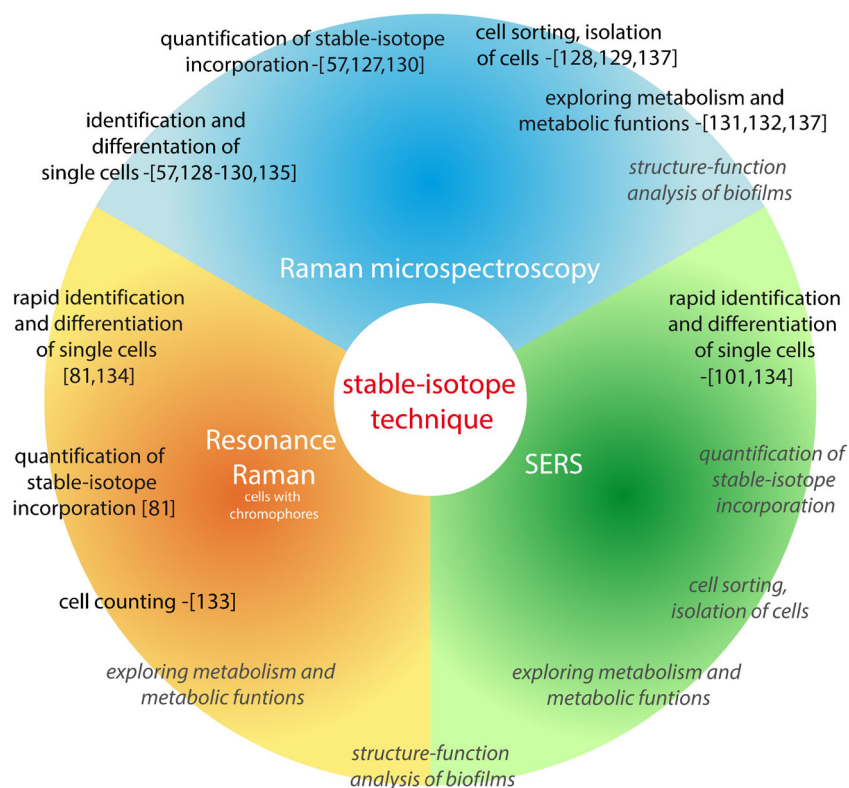 quantification of stable-isotope
incorporation -[57,127,130]
cell sorting, isolation
of cells -[128,129,137]
exploring metabolism and
metabolic funtions -[131,132,137]
identification and
differentation of
single cells -[57,128-130,135]
structure-function
analysis of biofilms
Raman microspectroscopy
rapid identification
and differentiation
of single cells
[81,134]
rapid identification
and differentiation
of single cells
-[101,134]
stable-isotope
technique
Resonance
Raman
cells with
chromophores
SERS
quantification of
stable-isotope
incorporation [81]
quantification of
stable-isotope
incorporation
cell counting -[133]
cell sorting,
isolation of cells
exploring metabolism and
metabolic funtions
exploring metabolism and
metabolic funtions
structure-function
analysis of biofilms